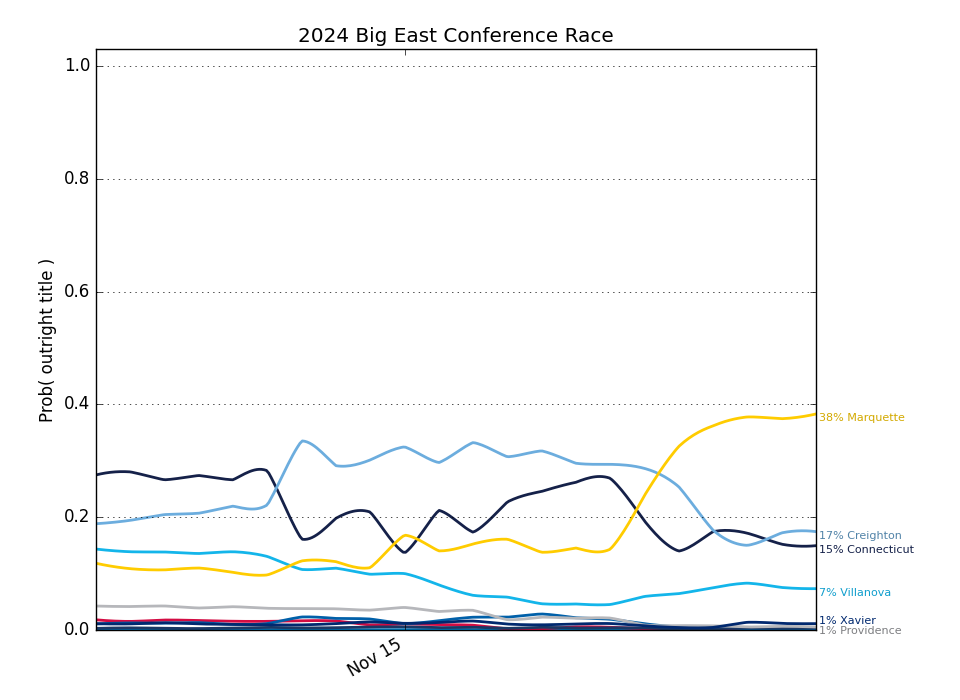 2024 Big East Conference Race
Prob( outright title )
1.0
0.8
0.6
0.4
0.2
0.0
Nov 15
38% Marquette
17% Creighton
15% Connecticut
7% Villanova
1% Xavier
1% Providence